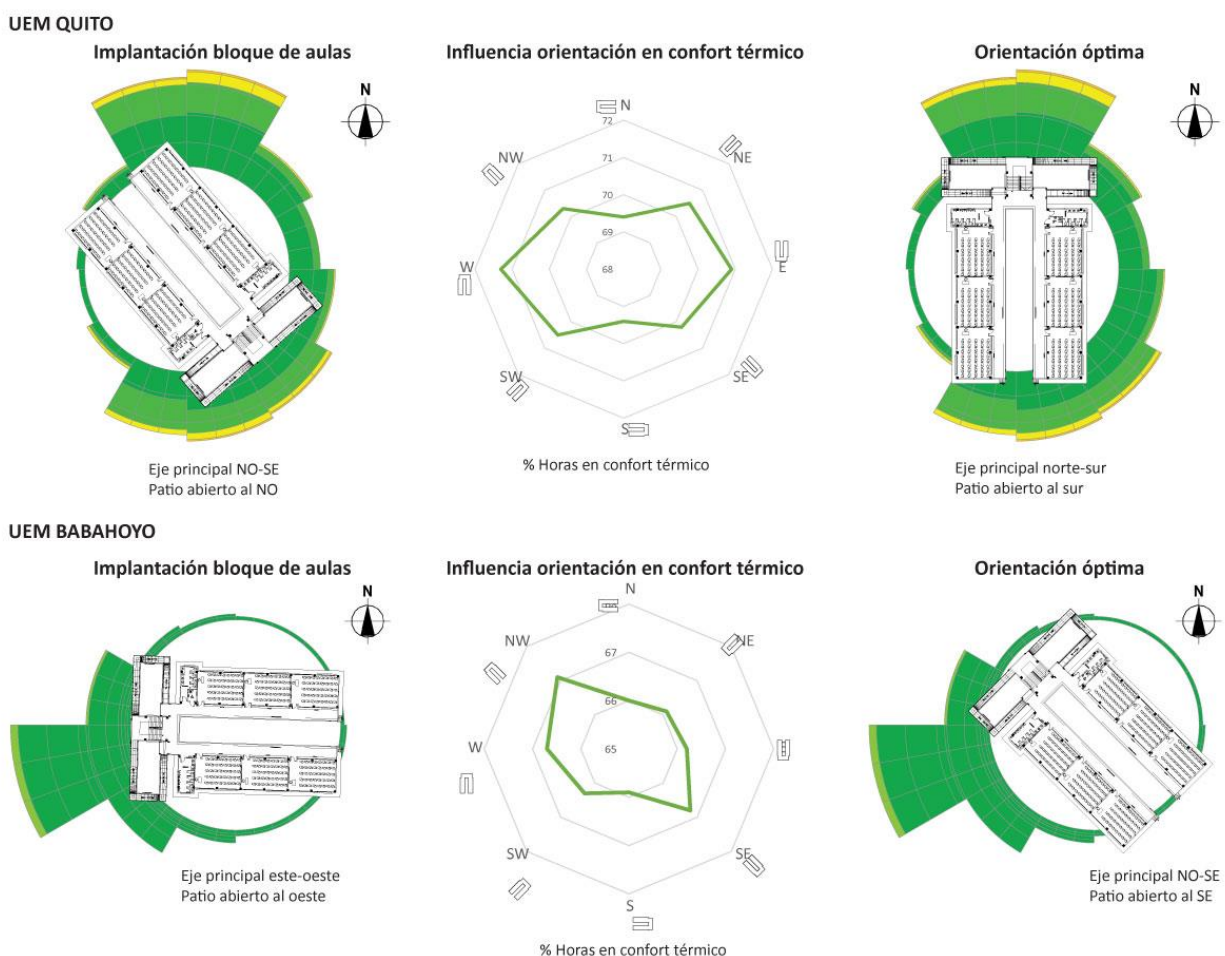 UEM QUITO
Implantación bloque de aulas
Influencia orientación en confort térmico
Orientación óptima
N
N
N
72
NW
NE
71
70
69
W
68
E
SW
SE
S
% Horas en confort térmico
Eje principal NO-SE
Patio abierto al NO
Eje principal norte-sur
Patio abierto al sur
UEM BABAHOYO
Implantación bloque de aulas
Influencia orientación en confort térmico
Orientación óptima
N
N
N
NW
NE
67
66
W
65
SW
SE
S
% Horas en confort térmico
Eje principal este-oeste
Patio abierto al oeste
Eje principal NO-SE
Patio abierto al SE